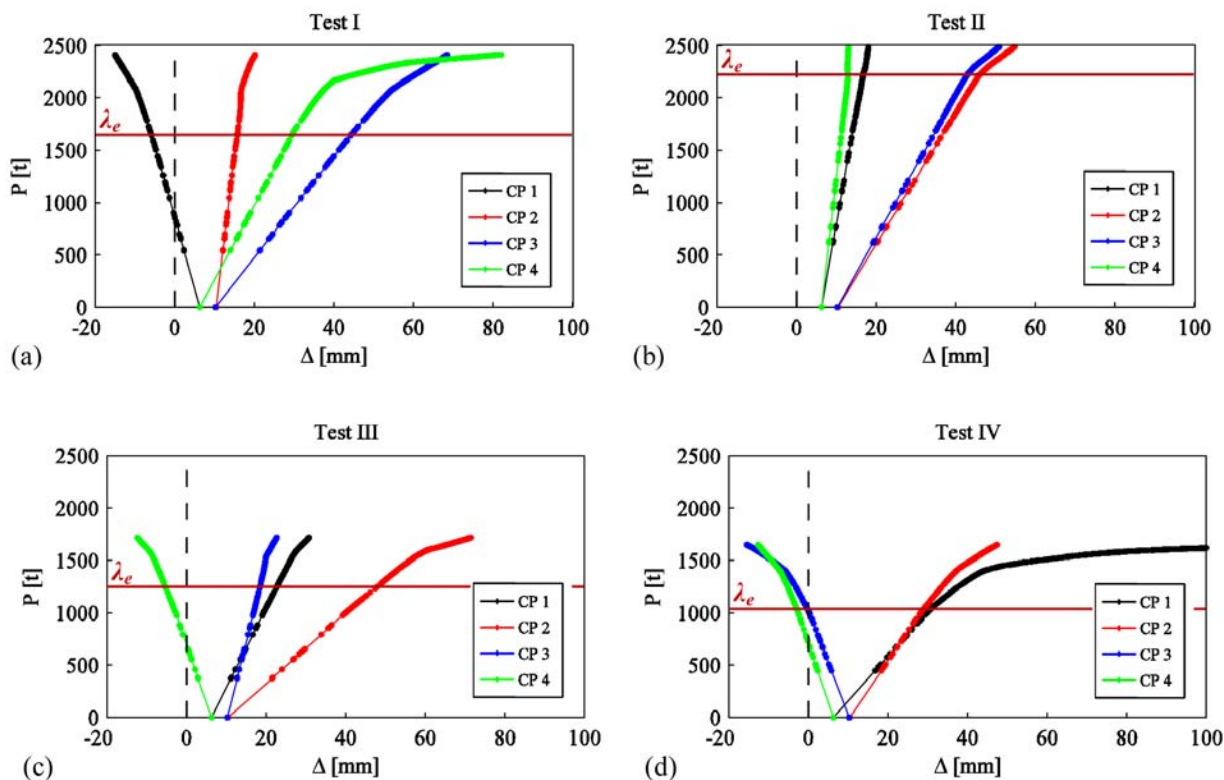 Test I
2500
2000
1500
1000
500
0
P [t]
λe
CP 1
CP 2
CP 3
CP 4
-20 0 20 40 60 80 100
Δ [mm]
(a)
Test II
2500
2000
1500
1000
500
0
P [t]
λe
CP 1
CP 2
CP 3
CP 4
-20 0 20 40 60 80 100
Δ [mm]
(b)
Test III
2500
2000
1500
1000
500
0
P [t]
λe
CP 1
CP 2
CP 3
CP 4
-20 0 20 40 60 80 100
Δ [mm]
(c)
Test IV
2500
2000
1500
1000
500
0
P [t]
λe
CP 1
CP 2
CP 3
CP 4
-20 0 20 40 60 80 100
Δ [mm]
(d)